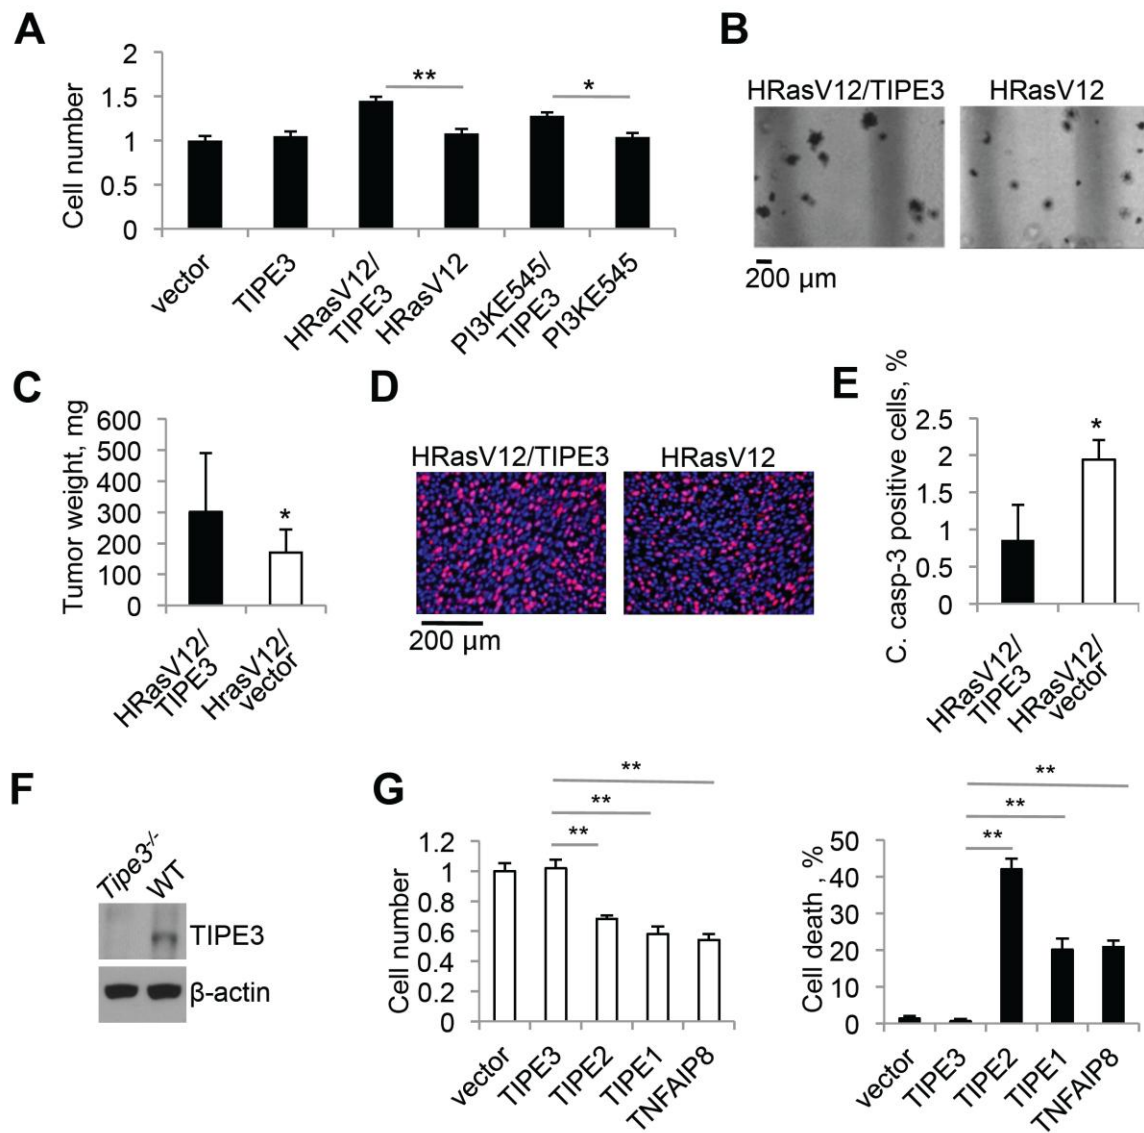 A
Cell number
2
1.5
1
0.5
0
**
*
vector
TIPE3
HRasV12/
TIPE3
HRasV12
PI3KE545/
TIPE3
PI3KE545
B
HRasV12/TIPE3
HRasV12
200 μm
C
Tumor weight, mg
600
500
400
300
200
100
0
*
HRasV12/
TIPE3
HrasV12/
vector
D
HRasV12/TIPE3
HRasV12
200 μm
E
C. casp-3 positive cells, %
2.5
2
1.5
1
0.5
0
*
HRasV12/
TIPE3
HRasV12/
vector
F
Tipe3-/-
WT
TIPE3
β-actin
G
Cell number
1.2
1
0.8
0.6
0.4
0.2
0
**
**
**
vector
TIPE3
TIPE2
TIPE1
TNFAIP8
Cell death , %
50
40
30
20
10
0
**
**
**
vector
TIPE3
TIPE2
TIPE1
TNFAIP8